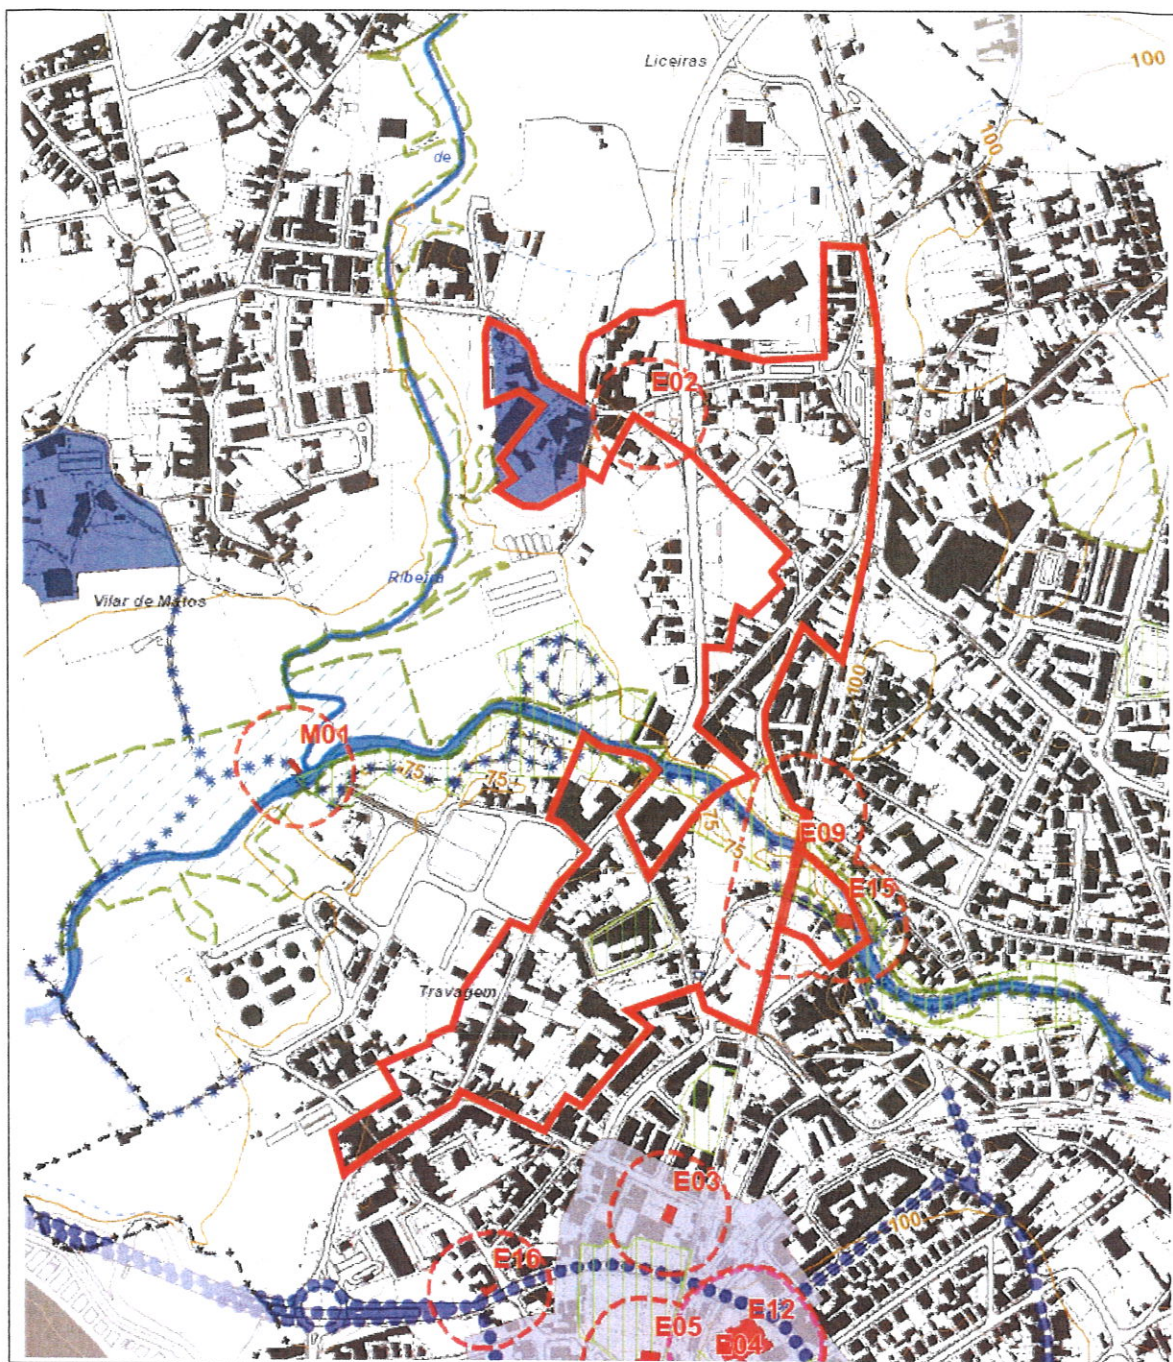 Liceiras
100
100
de
E02
Ribeira
Vilar de Matos
100
M01
75
75
75
75
E09
E15
Travagem
E03
100
E16
E12
E05
E04